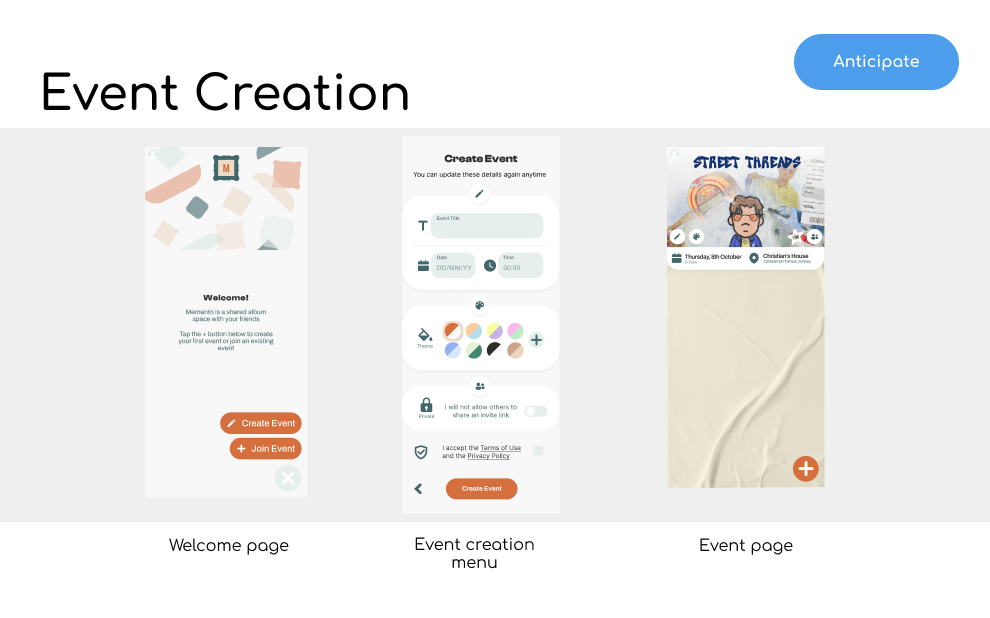 Anticipate
Event Creation
M
Welcome!
Memanto is a shared album
space with your friends
Tap the + button below to create
your first event or join an existing
event
Create Event
Join Event
Create Event
You can update these details again anytime
Event Title
Date
DD/MM/YY
Time
00:00
Theme
Private
I will not allow others to
share an invite link
I accept the Terms of Use
and the Privacy Policy
Create Event
STREET THREADS
TOTAL:
Thursday, 8th October
Christian's House
Welcome page
Event creation
menu
Event page